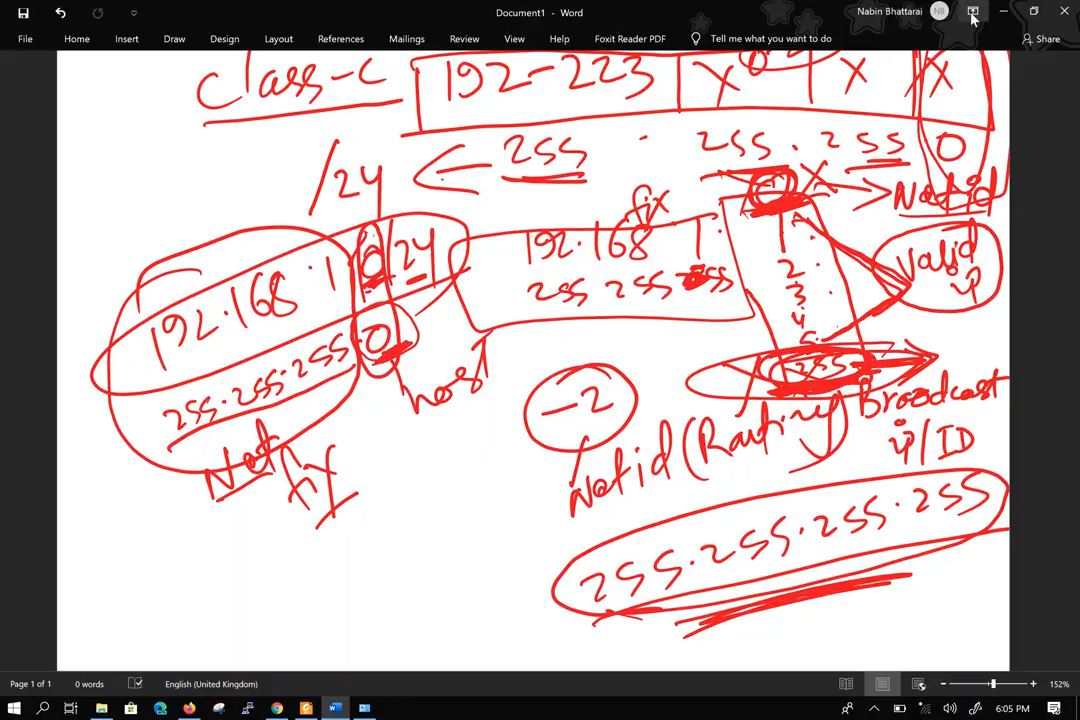 Document1 - Word
Nabin Bhattarai
NB
File Home Insert Draw Design Layout References Mailings Review View Help Foxit Reader PDF Tell me what you want to do Share
Class-C 192-223 X X X
/24 ← 255 . 255.255 0
Netid
fix
192.168.1 0/24
192.168 1.
255 255 255
1
2
3
4
5
255
valid
ip
255.255.255.0
Net
fix
host
-2
Netid (Routing)
Broadcast
ip/ID
255.255.255.255
Page 1 of 1 0 words English (United Kingdom) 152%
6:05 PM